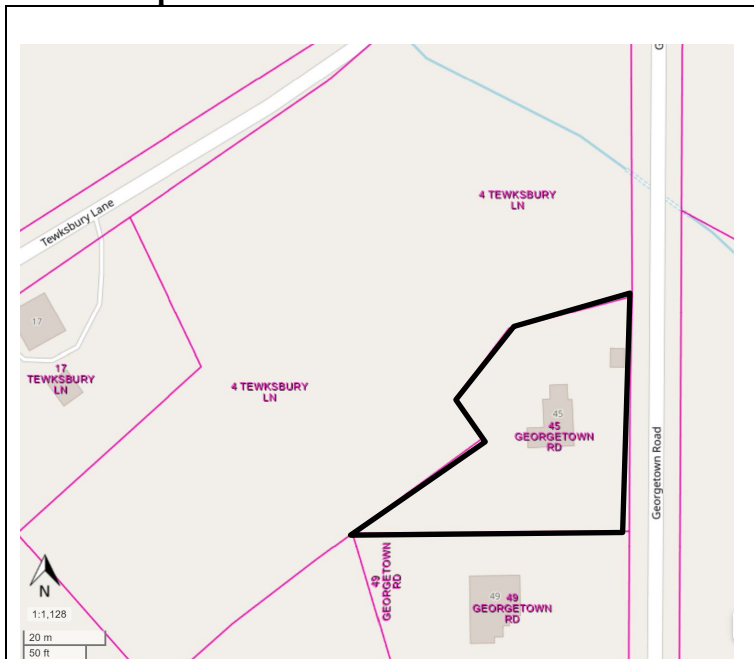 G
4 TEWKSBURY
LN
Tewksbury Lane
17
17
TEWKSBURY
LN
4 TEWKSBURY
LN
45
45
GEORGETOWN
RD
Georgetown Road
49
GEORGETOWN
RD
49 49
GEORGETOWN
RD
N
1:1,128
20 m
50 ft